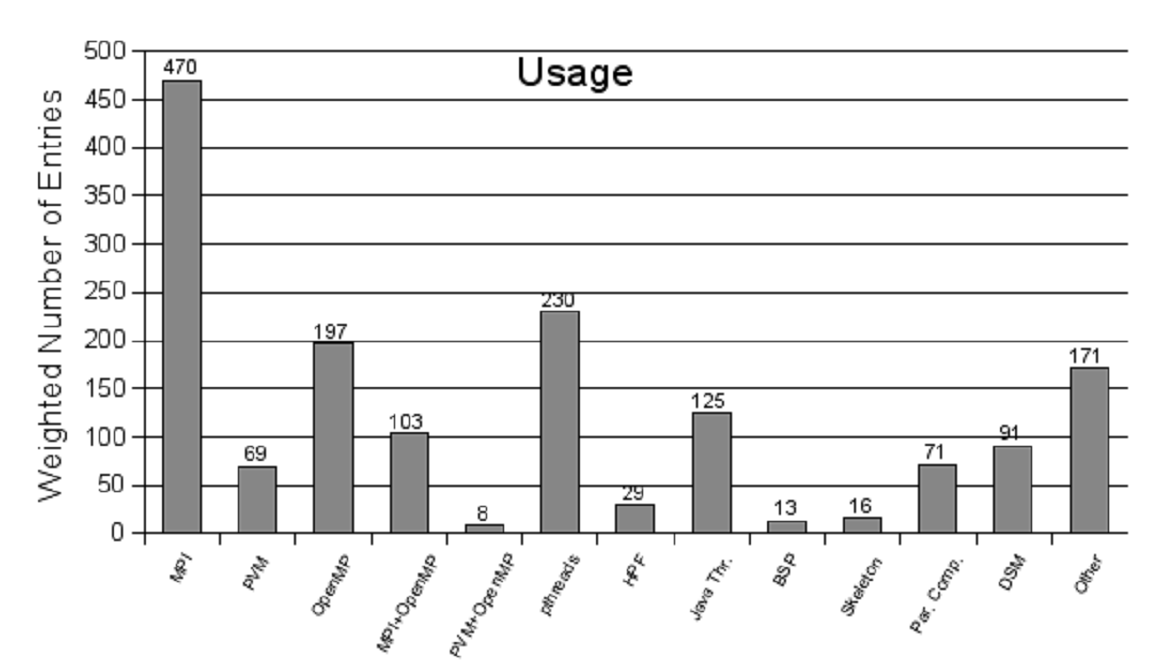 Usage
Weighted Number of Entries
500
450
400
350
300
250
200
150
100
50
0
470
69
197
103
8
230
29
125
13
16
71
91
171
MPI
PVM
OpenMP
MPI+OpenMP
PVM+OpenMP
pthreads
HPF
Java Thr.
BSP
Skeleton
Par. Comp.
DSM
Other